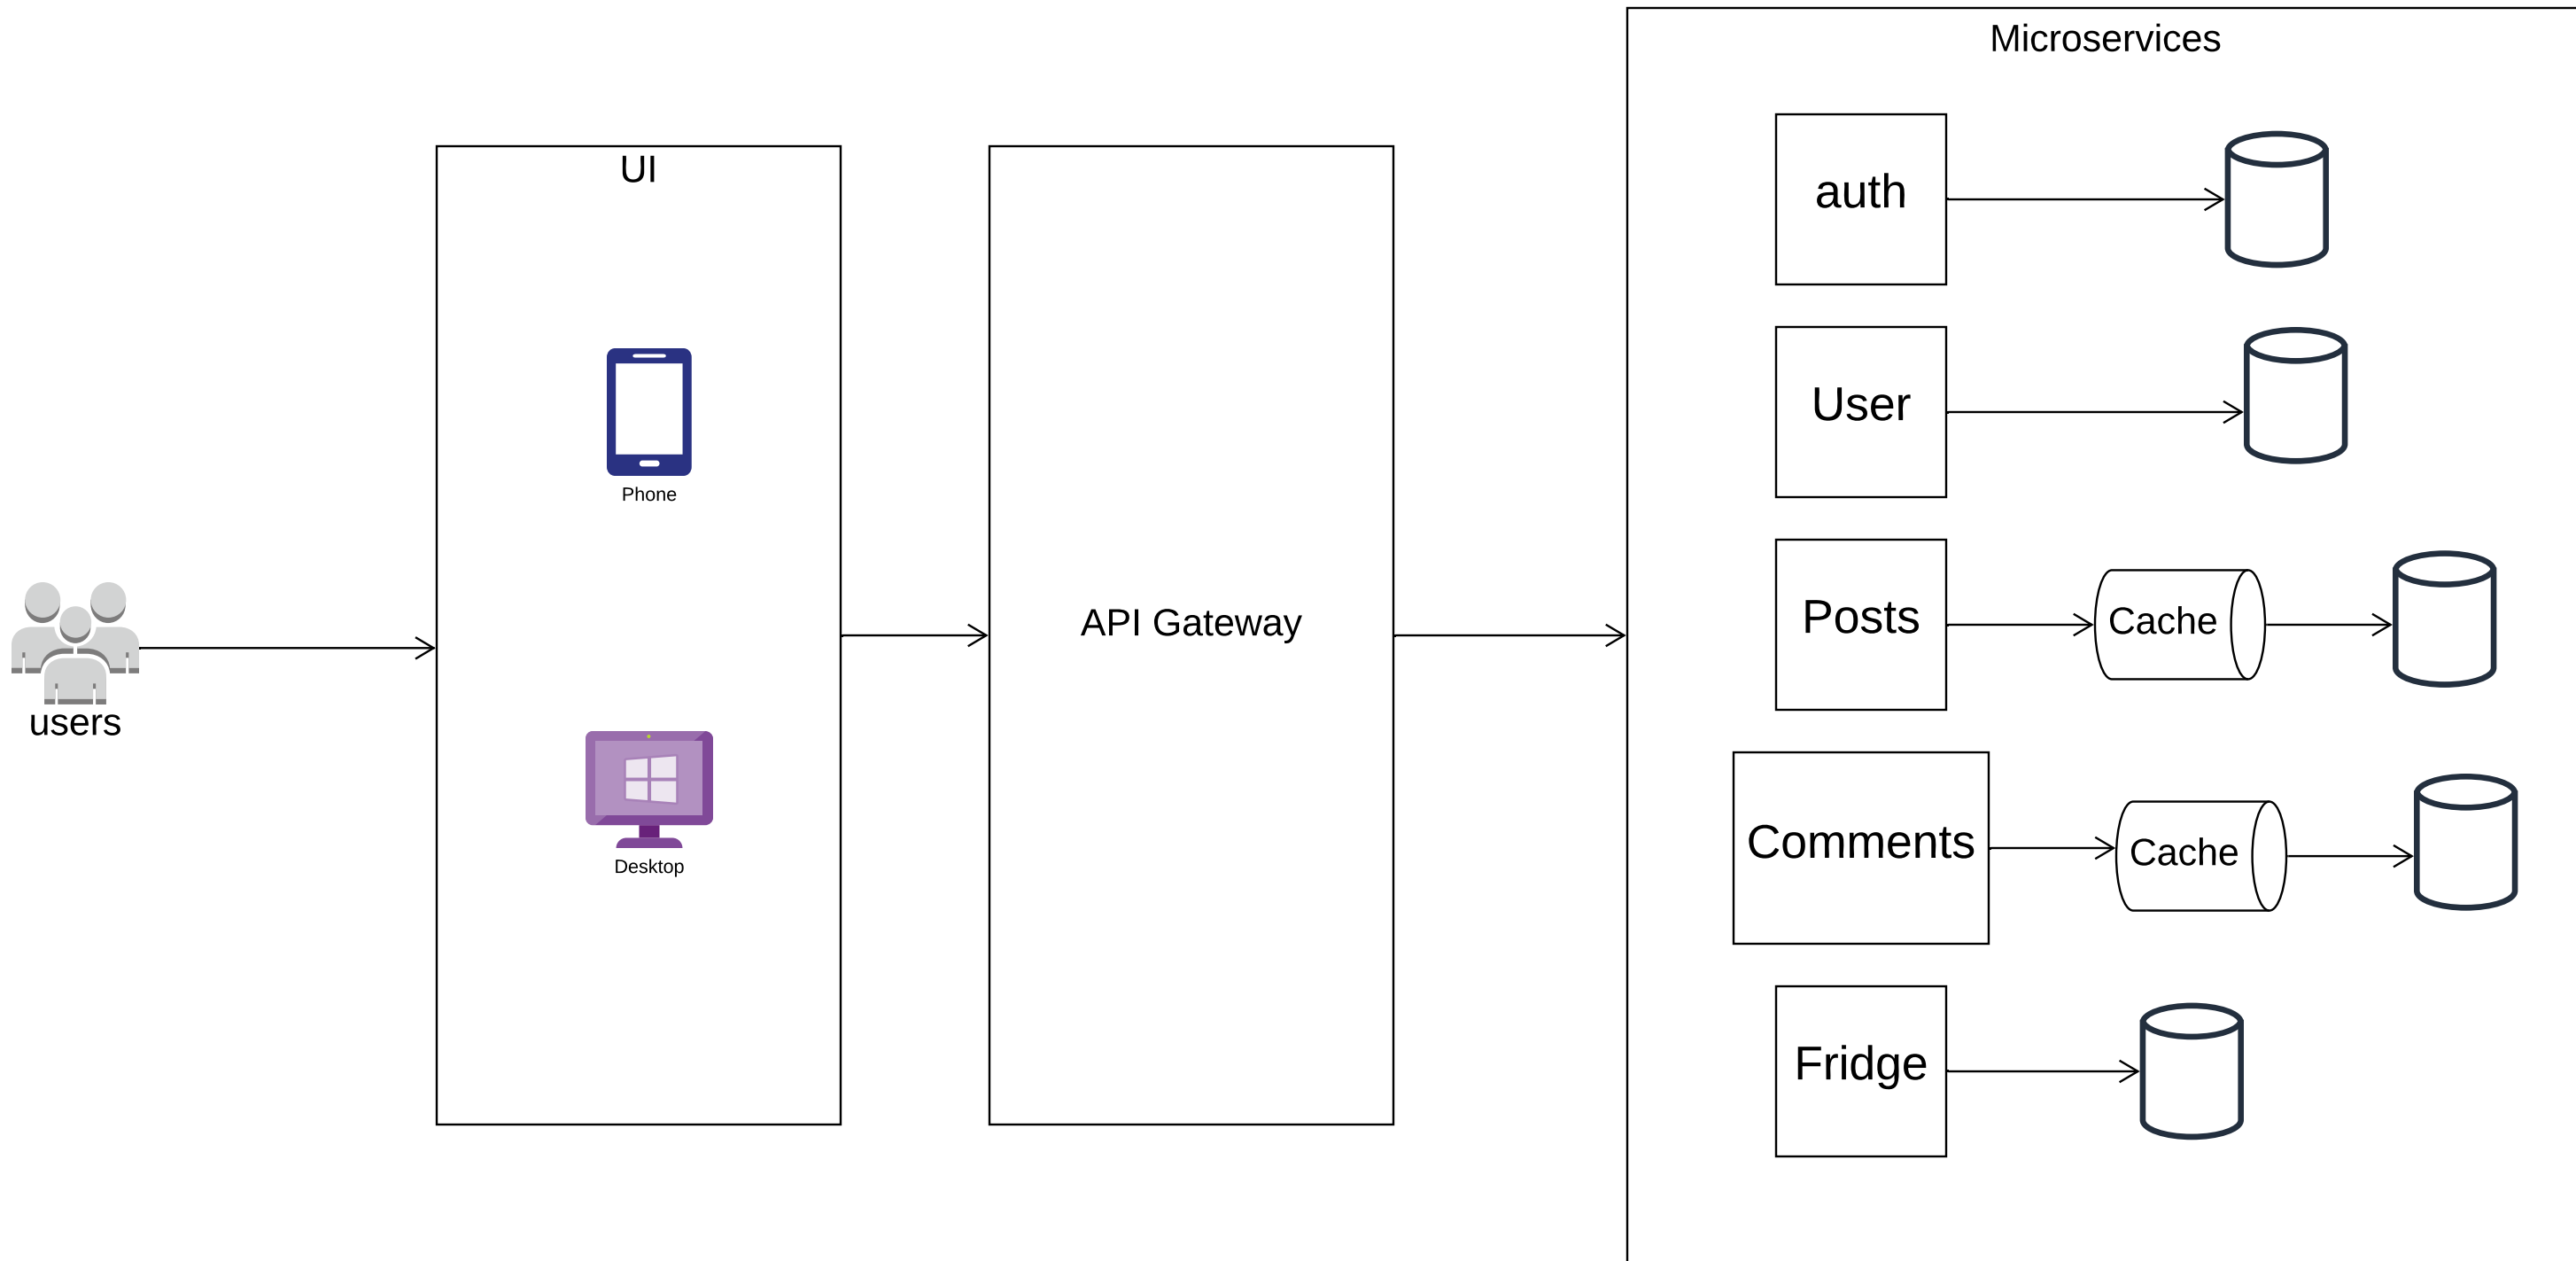 Microservices
UI
auth
User
Phone
Posts
Cache
API Gateway
users
Comments
Cache
Desktop
Fridge